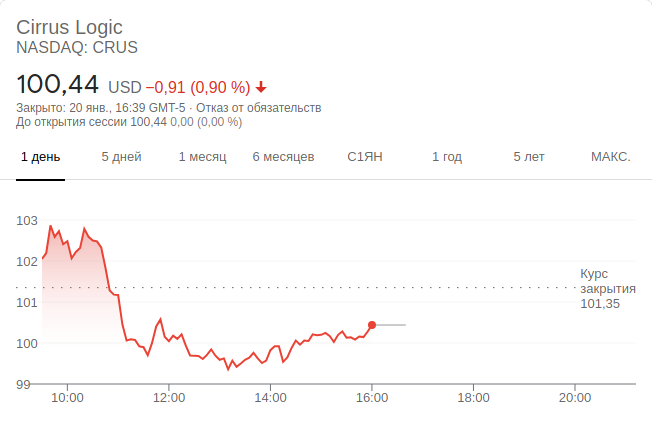 Cirrus Logic
NASDAQ: CRUS
100,44 USD −0,91 (0,90 %)
Закрыто: 20 янв., 16:39 GMT-5 · Отказ от обязательств
До открытия сессии 100,44 0,00 (0,00 %)
1 день 5 дней 1 месяц 6 месяцев С1ЯН 1 год 5 лет МАКС.
103
102
Курс
закрытия
101,35
101
100
99
10:00 12:00 14:00 16:00 18:00 20:00